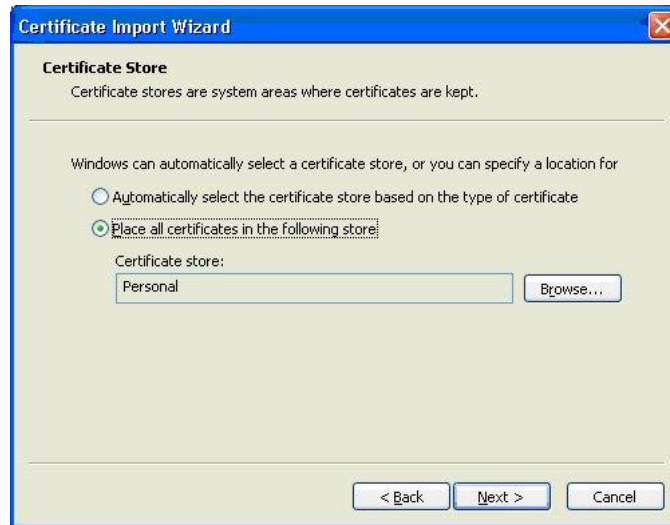 Certificate Import Wizard
Certificate Store
Certificate stores are system areas where certificates are kept.
Windows can automatically select a certificate store, or you can specify a location for
Automatically select the certificate store based on the type of certificate
Place all certificates in the following store
Certificate store:
Personal
Browse...
< Back
Next >
Cancel